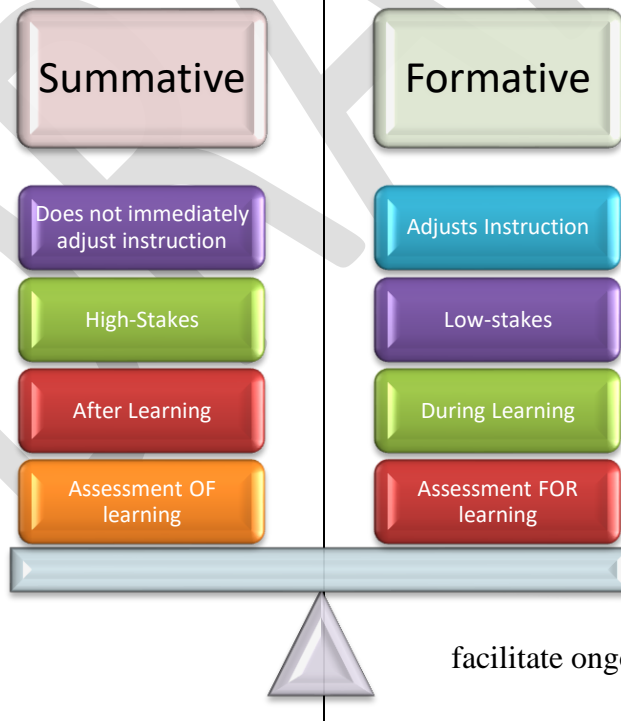 Summative
Does not immediately
adjust instruction
High-Stakes
After Learning
Assessment OF
learning
Formative
Adjusts Instruction
Low-stakes
During Learning
Assessment FOR
learning
facilitate